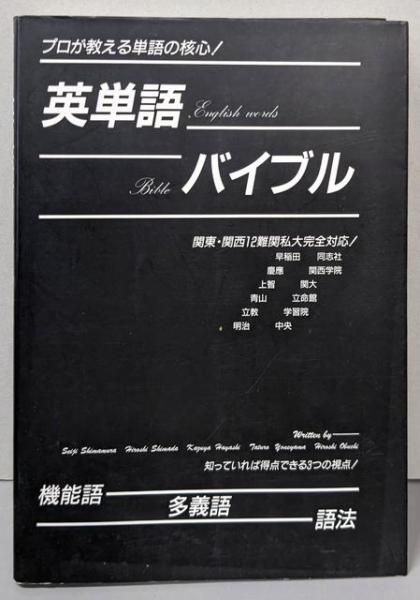 プロが教える単語の核心!
英単語
English words
Bible
バイブル
関東・関西12難関私大完全対応!
早稲田 同志社
慶應 関西学院
上智 関大
青山 立命館
立教 学習院
明治 中央
Written by
Seiji Shimamura Hiroshi Shinada Kazuya Hayashi Tatsuro Yoneyama Hiroshi Okushi
知っていれば得点できる3つの視点!
機能語
多義語
語法